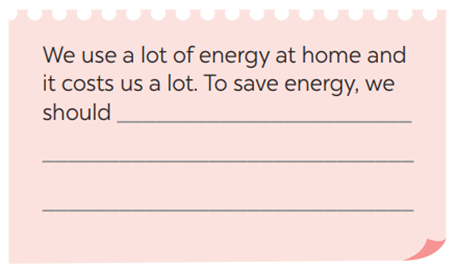 We use a lot of energy at home and
it costs us a lot. To save energy, we
should